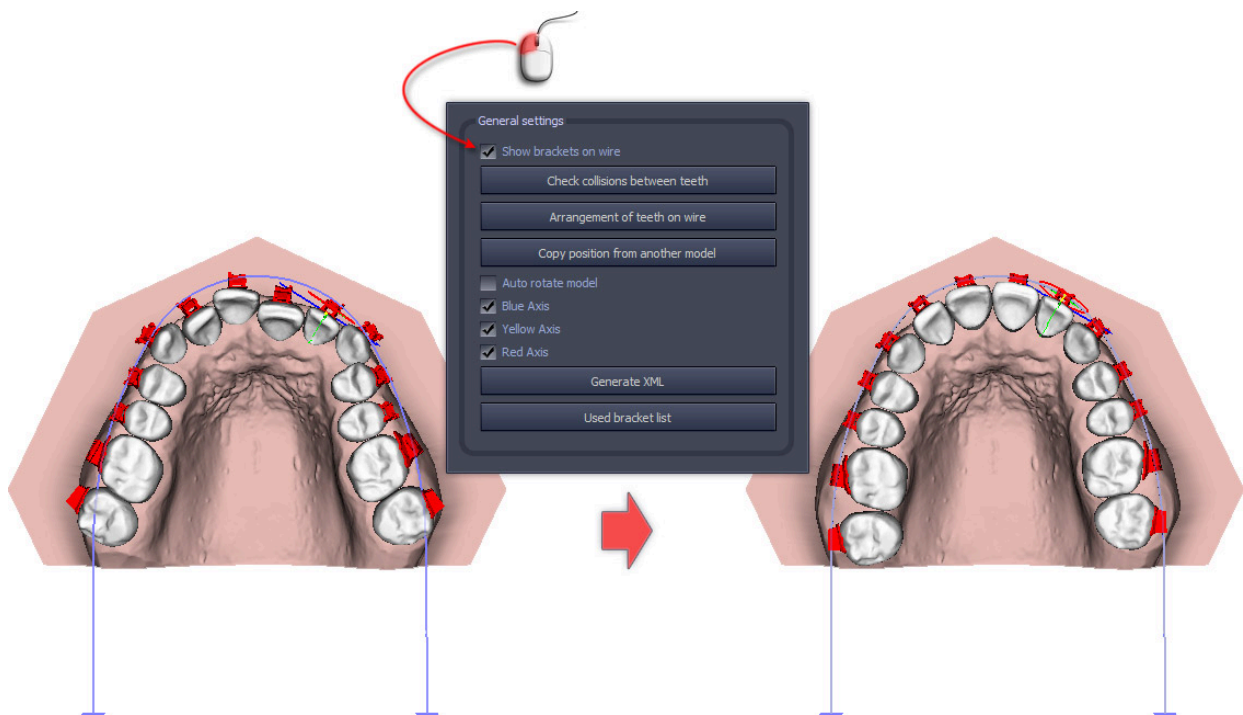 General settings
Show brackets on wire
Check collisions between teeth
Arrangement of teeth on wire
Copy position from another model
Auto rotate model
Blue Axis
Yellow Axis
Red Axis
Generate XML
Used bracket list